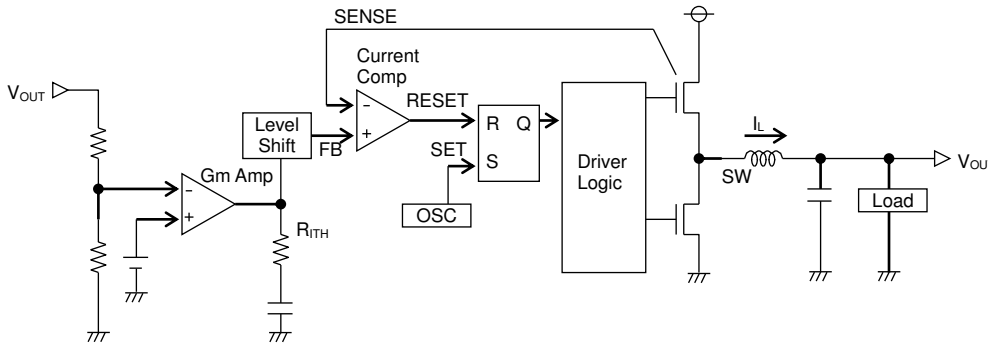 SENSE
Current
Comp
VOUT
−
+
RESET
Level
Shift
FB
R Q
SET
S
Driver
Logic
IL
SW
VOU
Gm Amp
−
+
OSC
RITH
Load